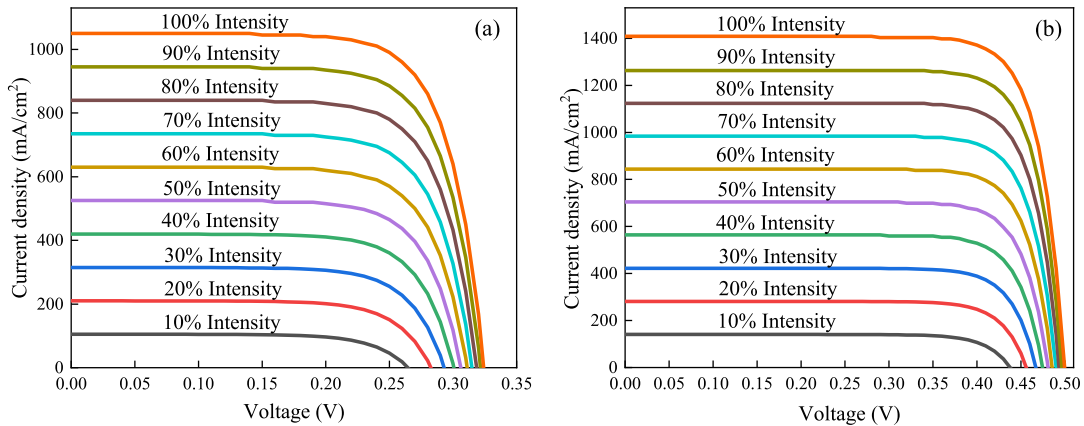 (a)
100% Intensity
90% Intensity
80% Intensity
70% Intensity
60% Intensity
50% Intensity
40% Intensity
30% Intensity
20% Intensity
10% Intensity
1000
800
600
400
200
0
Current density (mA/cm²)
0.00 0.05 0.10 0.15 0.20 0.25 0.30 0.35
Voltage (V)
(b)
100% Intensity
90% Intensity
80% Intensity
70% Intensity
60% Intensity
50% Intensity
40% Intensity
30% Intensity
20% Intensity
10% Intensity
1400
1200
1000
800
600
400
200
0
Current density (mA/cm²)
0.00 0.05 0.10 0.15 0.20 0.25 0.30 0.35 0.40 0.45 0.50
Voltage (V)